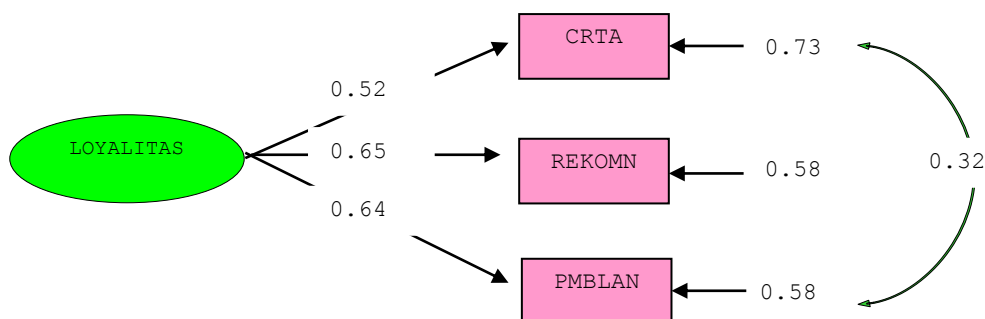 CRTA
0.73
0.52
LOYALITAS
0.65
REKOMN
0.58
0.32
0.64
PMBLAN
0.58